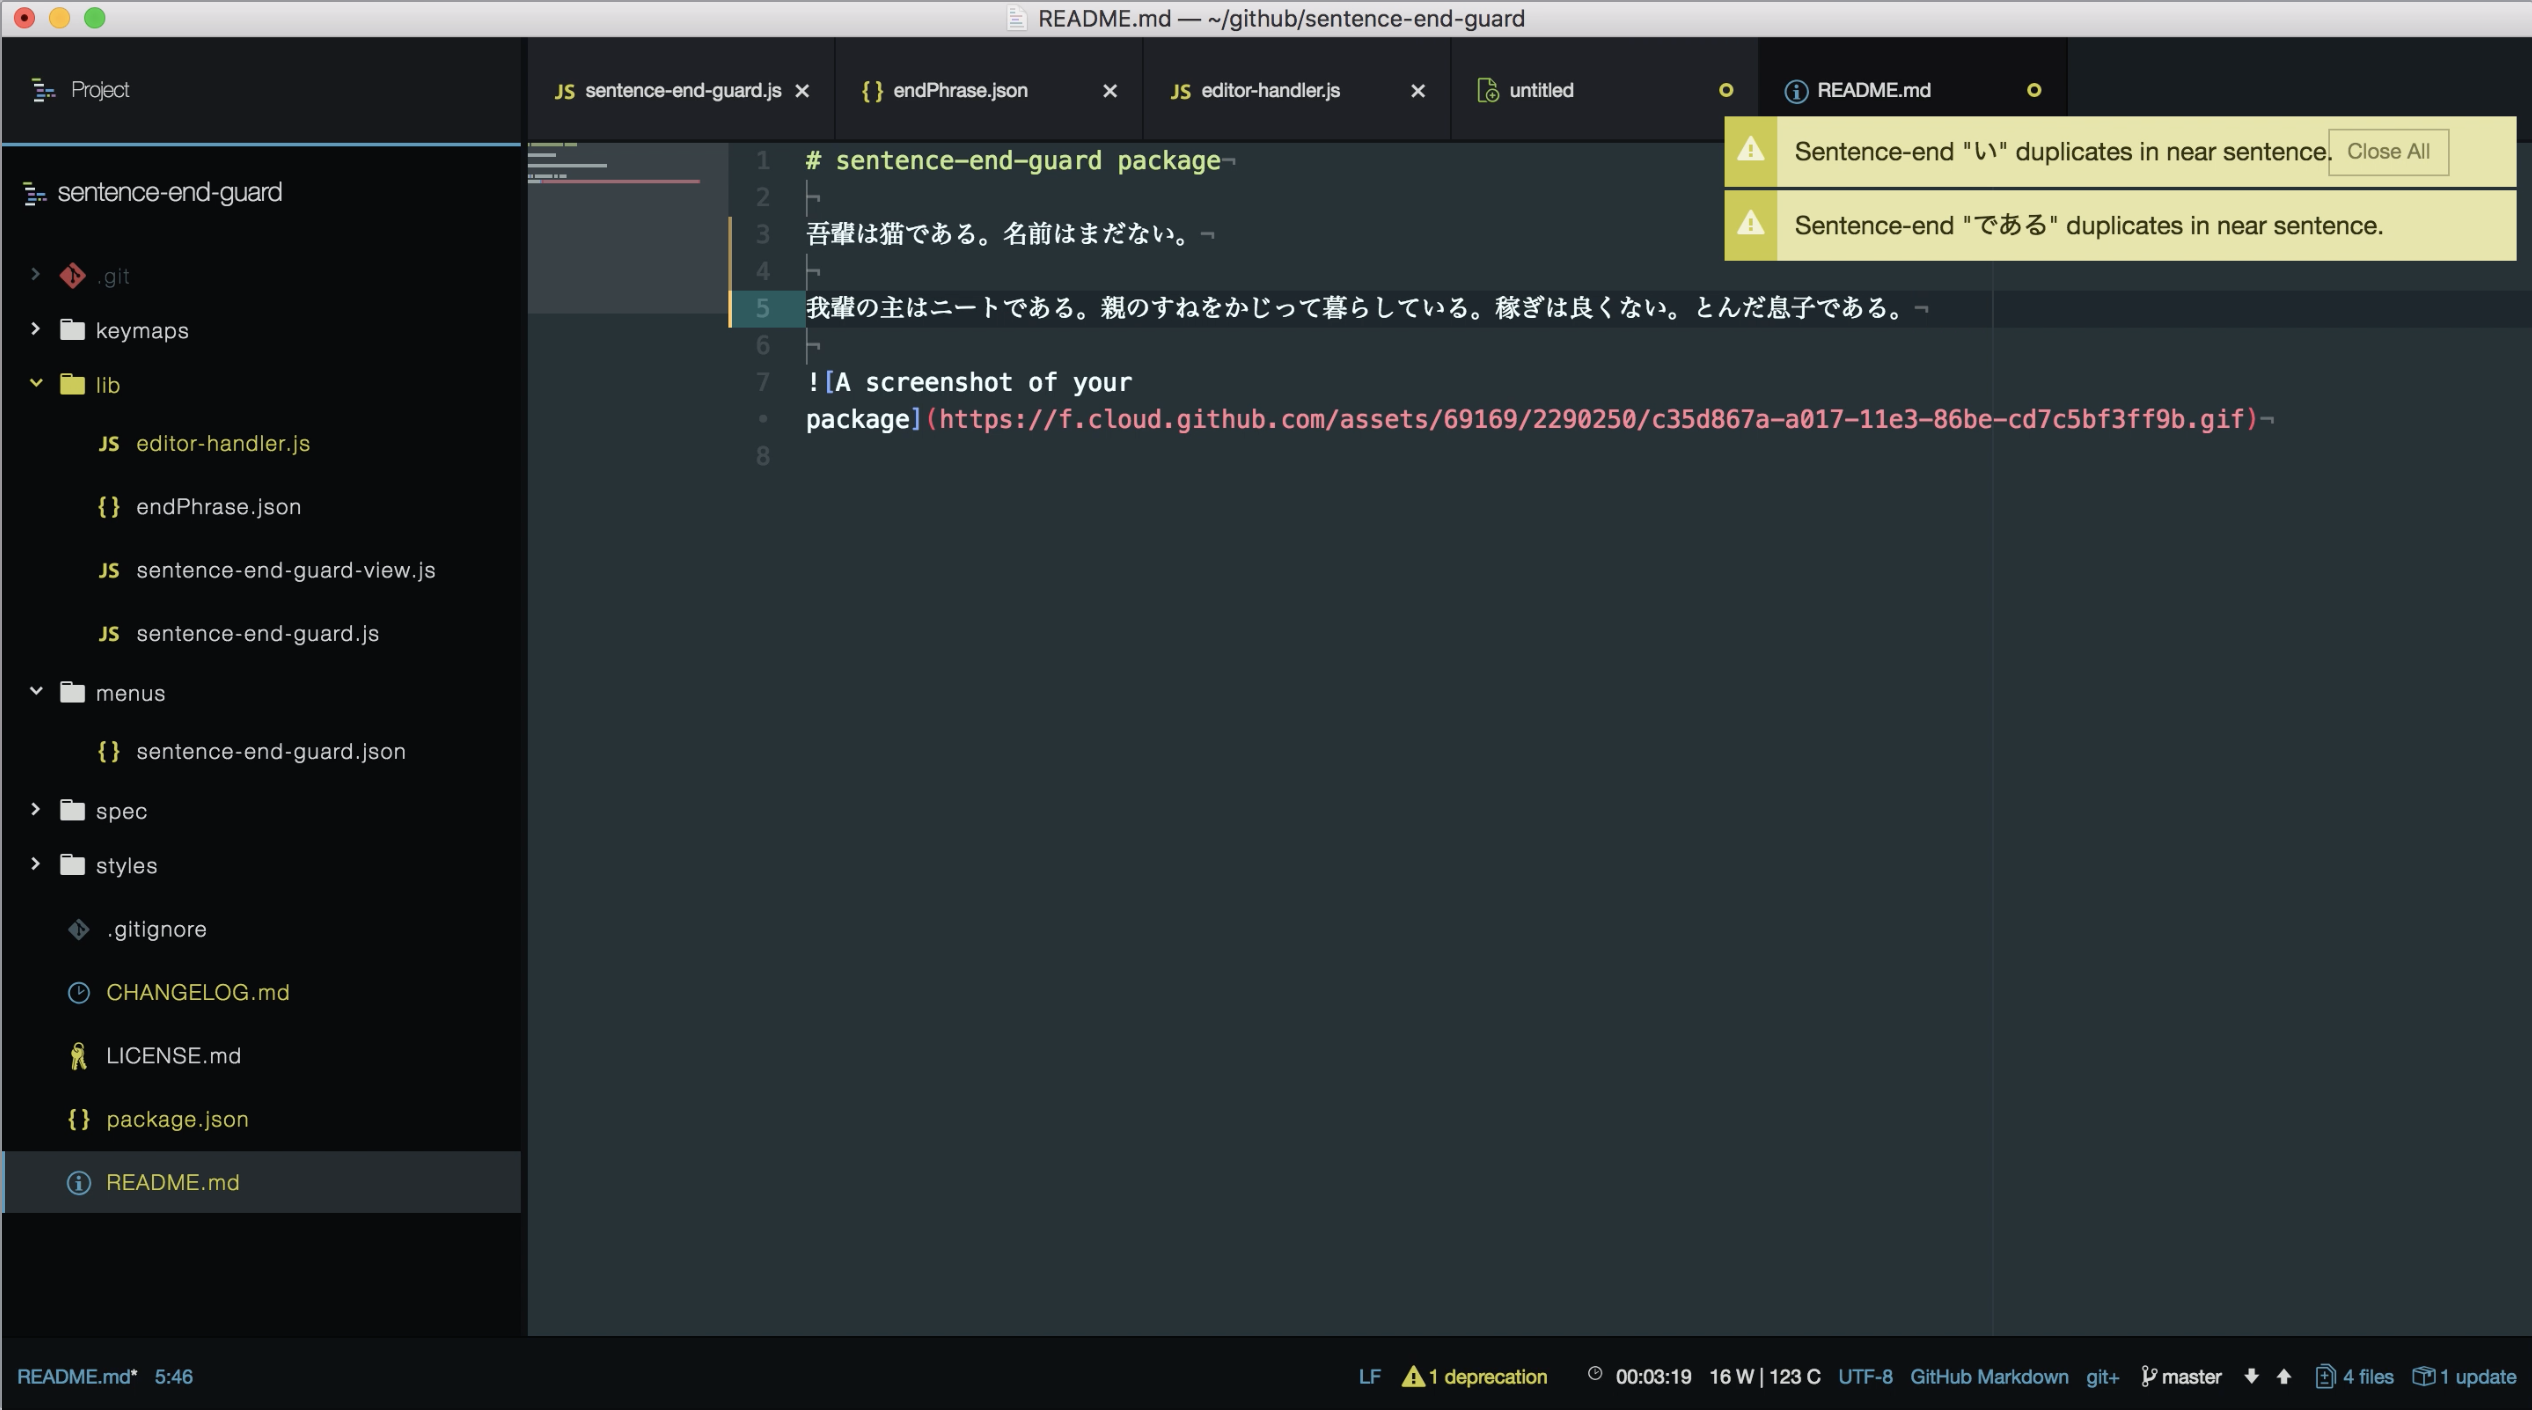 README.md — ~/github/sentence-end-guard
Project
sentence-end-guard
.git
keymaps
lib
JS editor-handler.js
{} endPhrase.json
JS sentence-end-guard-view.js
JS sentence-end-guard.js
menus
{} sentence-end-guard.json
spec
styles
.gitignore
CHANGELOG.md
LICENSE.md
{} package.json
README.md
JS sentence-end-guard.js ×
{} endPhrase.json ×
JS editor-handler.js ×
untitled
README.md
Sentence-end "い" duplicates in near sentence. Close All
Sentence-end "である" duplicates in near sentence.
1 # sentence-end-guard package¬
2 ¬
3 吾輩は猫である。名前はまだない。¬
4 ¬
5 我輩の主はニートである。親のすねをかじって暮らしている。稼ぎは良くない。とんだ息子である。¬
6 ¬
7 ![A screenshot of your
• package](https://f.cloud.github.com/assets/69169/2290250/c35d867a-a017-11e3-86be-cd7c5bf3ff9b.gif)¬
8
README.md* 5:46 LF 1 deprecation 00:03:19 16 W | 123 C UTF-8 GitHub Markdown git+ master 4 files 1 update